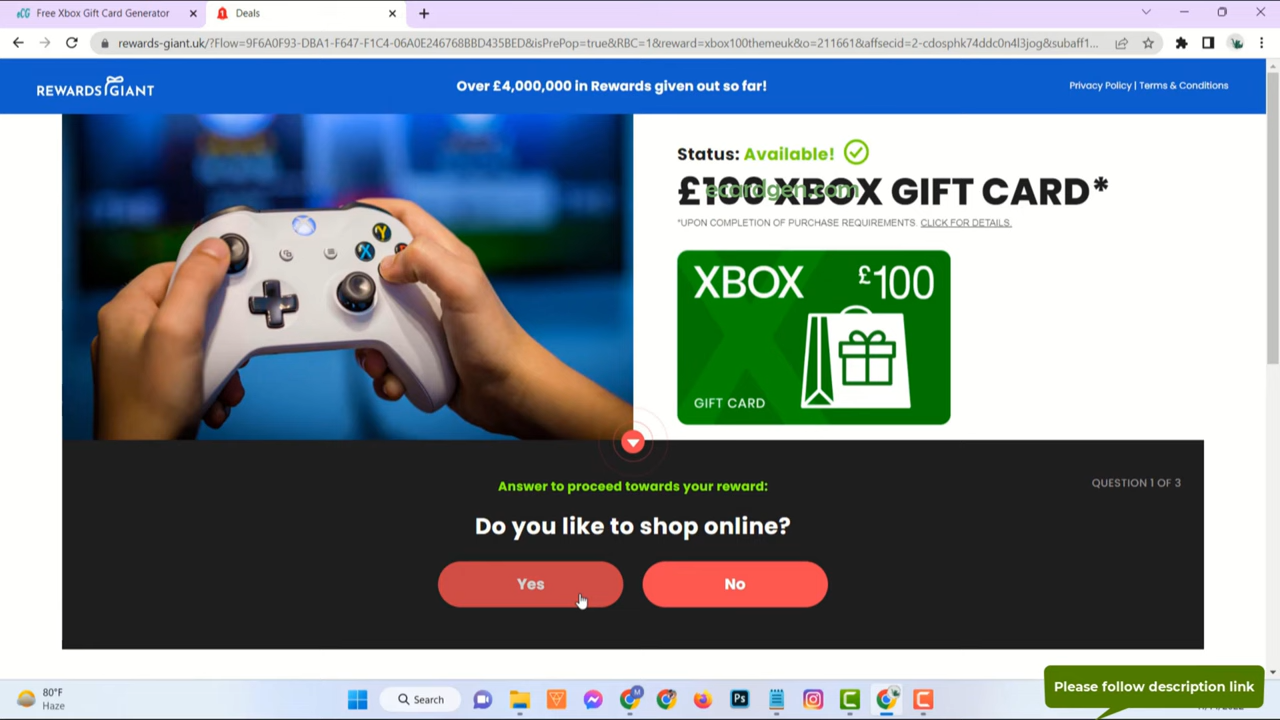 Free Xbox Gift Card Generator
Deals
rewards-giant.uk/?Flow=9F6A0F93-DBA1-F647-F1C4-06A0E246768BBD435BED&isPrePop=true&RBC=1&reward=xbox100themeuk&o=211661&affsecid=2-cdosphk74ddc0n4l3jog&subaff1...
REWARDS GIANT
Over £4,000,000 in Rewards given out so far!
Privacy Policy | Terms & Conditions
Status: Available!
£100 XBOX GIFT CARD*
ecardgen.com
*UPON COMPLETION OF PURCHASE REQUIREMENTS. CLICK FOR DETAILS.
XBOX £100
GIFT CARD
Answer to proceed towards your reward:
QUESTION 1 OF 3
Do you like to shop online?
Yes
No
Please follow description link
80°F
Haze
Search